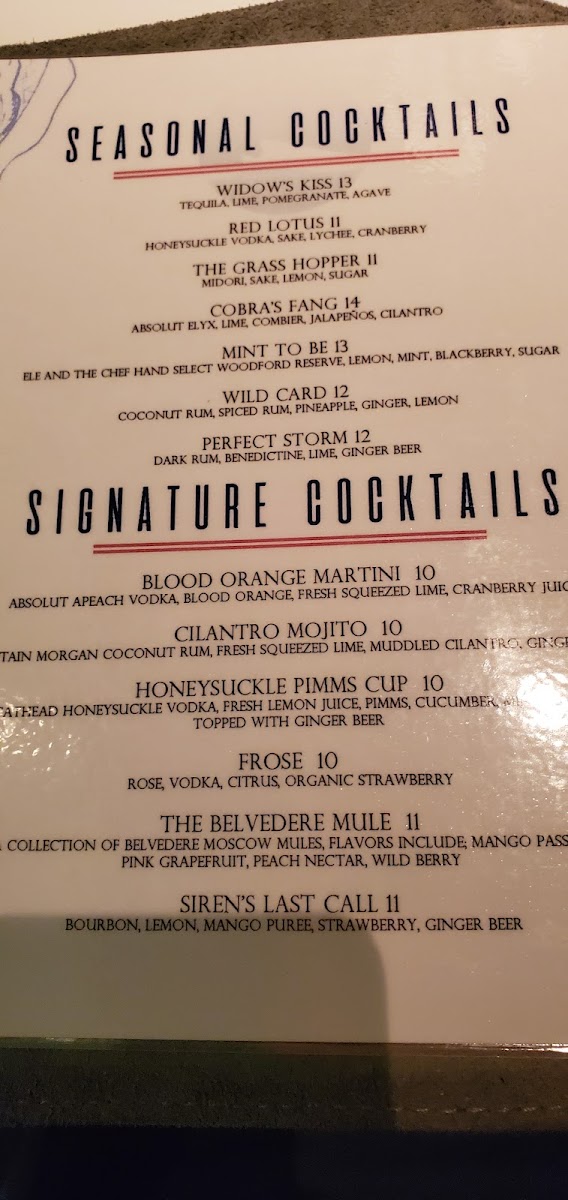 SEASONAL COCKTAILS
WIDOW'S KISS 13
TEQUILA, LIME, POMEGRANATE, AGAVE
RED LOTUS 11
HONEYSUCKLE VODKA, SAKE, LYCHEE, CRANBERRY
THE GRASS HOPPER 11
MIDORI, SAKE, LEMON, SUGAR
COBRA'S FANG 14
ABSOLUT ELYX, LIME, COMBIER, JALAPEÑOS, CILANTRO
MINT TO BE 13
ELE AND THE CHEF HAND SELECT WOODFORD RESERVE, LEMON, MINT, BLACKBERRY, SUGAR
WILD CARD 12
COCONUT RUM, SPICED RUM, PINEAPPLE, GINGER, LEMON
PERFECT STORM 12
DARK RUM, BENEDICTINE, LIME, GINGER BEER
SIGNATURE COCKTAILS
BLOOD ORANGE MARTINI 10
ABSOLUT APEACH VODKA, BLOOD ORANGE, FRESH SQUEEZED LIME, CRANBERRY
CILANTRO MOJITO 10
MORGAN COCONUT RUM, FRESH SQUEEZED LIME, MUDDLED CILANTRO,
HONEYSUCKLE PIMMS CUP 10
HONEYSUCKLE VODKA, FRESH LEMON JUICE, PIMMS, CUCUMBER,
TOPPED WITH GINGER BEER
FROSE 10
ROSE, VODKA, CITRUS, ORGANIC STRAWBERRY
THE BELVEDERE MULE 11
A COLLECTION OF BELVEDERE MOSCOW MULES, FLAVORS INCLUDE; MANGO
PINK GRAPEFRUIT, PEACH NECTAR, WILD BERRY
SIREN'S LAST CALL 11
BOURBON, LEMON, MANGO PUREE, STRAWBERRY, GINGER BEER